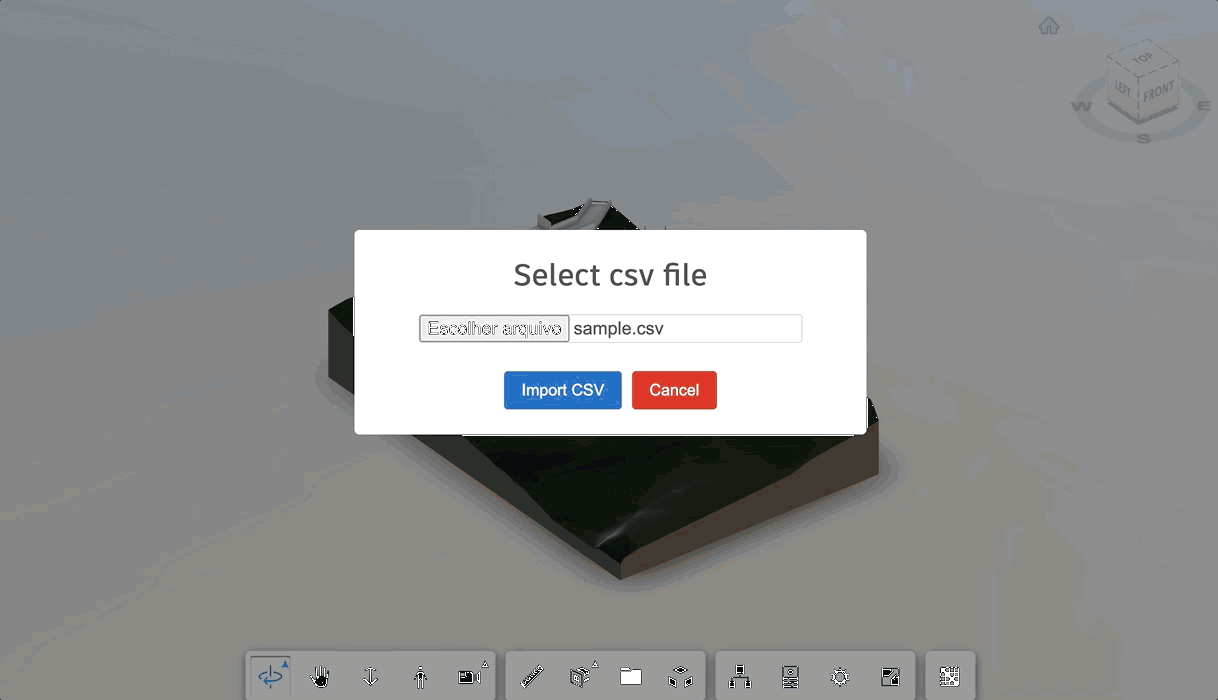 TOP
LEFT
FRONT
W
E
S
Select csv file
Escolher arquivo sample.csv
Import CSV
Cancel